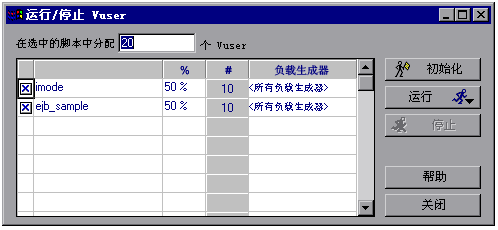 运行/停止 Vuser
在选中的脚本中分配 20 个 Vuser
% # 负载生成器
imode 50 % 10 <所有负载生成器>
ejb_sample 50 % 10 <所有负载生成器>
初始化
运行
停止
帮助
关闭